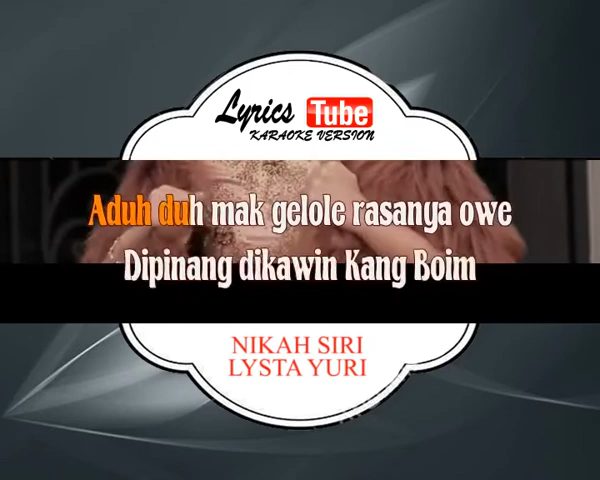 Lyrics Tube
KARAOKE VERSION
Aduh duh mak gelole rasanya owe
Dipinang dikawin Kang Boim
NIKAH SIRI
LYSTA YURI